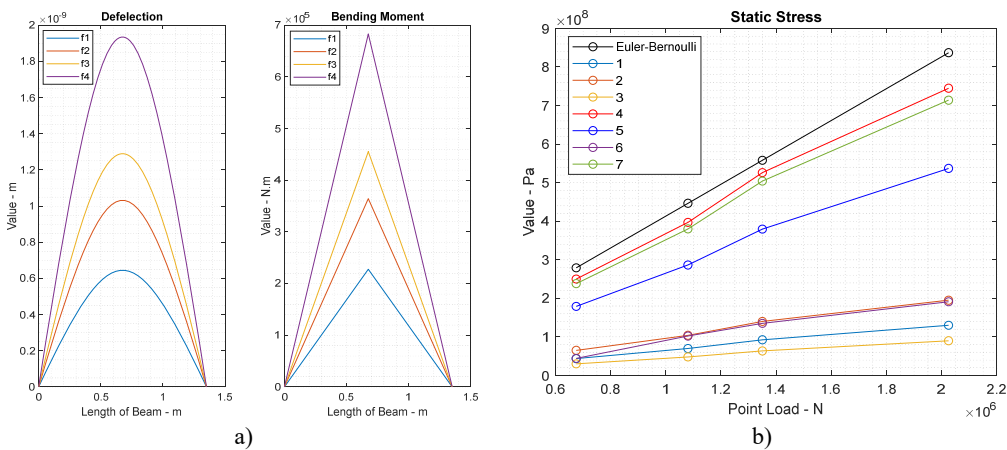 Defelection
×10⁻⁹
2
1.8
1.6
1.4
1.2
1
0.8
0.6
0.4
0.2
0
Value - m
f1
f2
f3
f4
0
0.5
1
1.5
Length of Beam - m
Bending Moment
×10⁵
7
6
5
4
3
2
1
0
Value - N.m
f1
f2
f3
f4
0
0.5
1
1.5
Length of Beam - m
a)
Static Stress
×10⁸
9
8
7
6
5
4
3
2
1
0
Value - Pa
Euler-Bernoulli
1
2
3
4
5
6
7
0.6
0.8
1
1.2
1.4
1.6
1.8
2
2.2
×10⁶
Point Load - N
b)